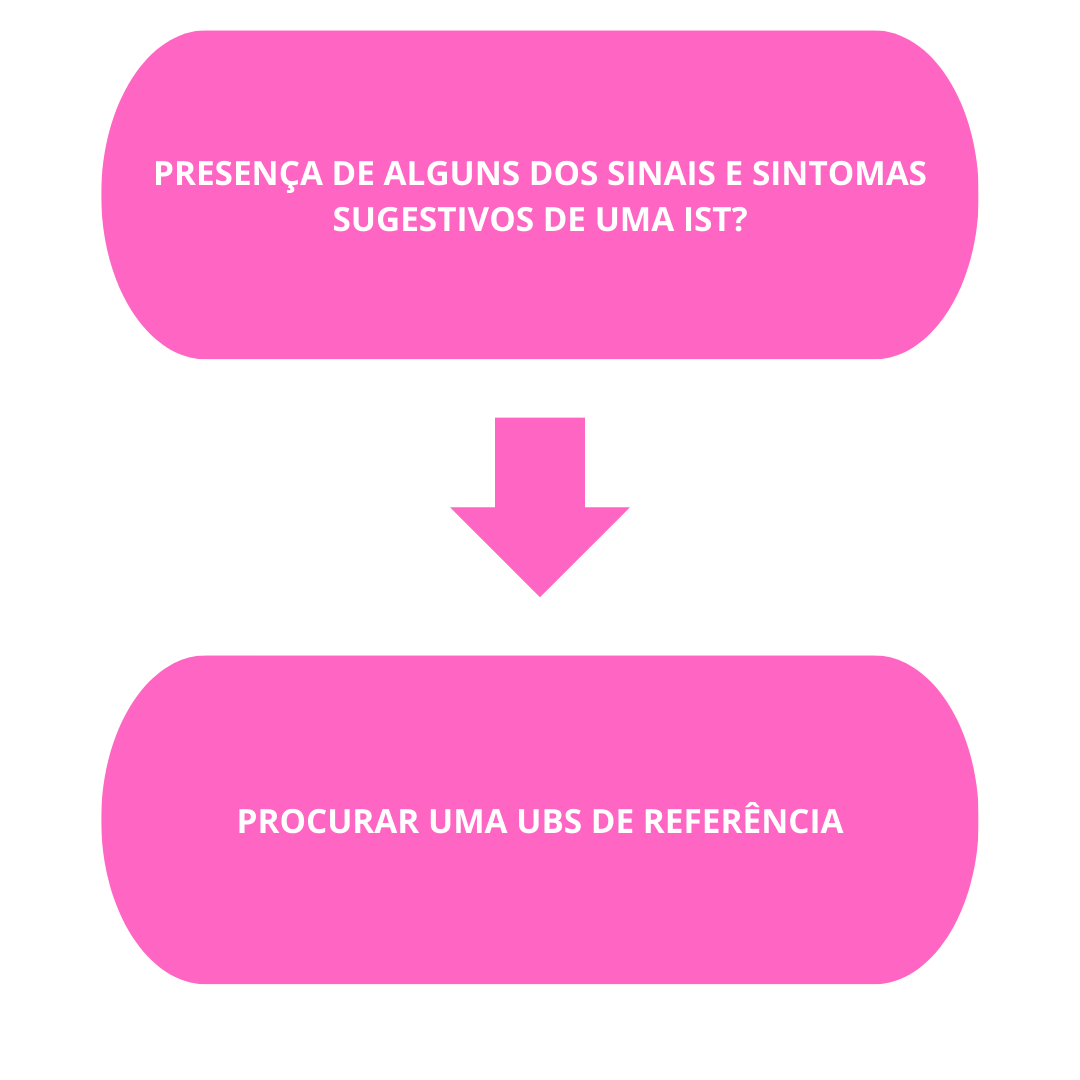 PRESENÇA DE ALGUNS DOS SINAIS E SINTOMAS
SUGESTIVOS DE UMA IST?
PROCURAR UMA UBS DE REFERÊNCIA